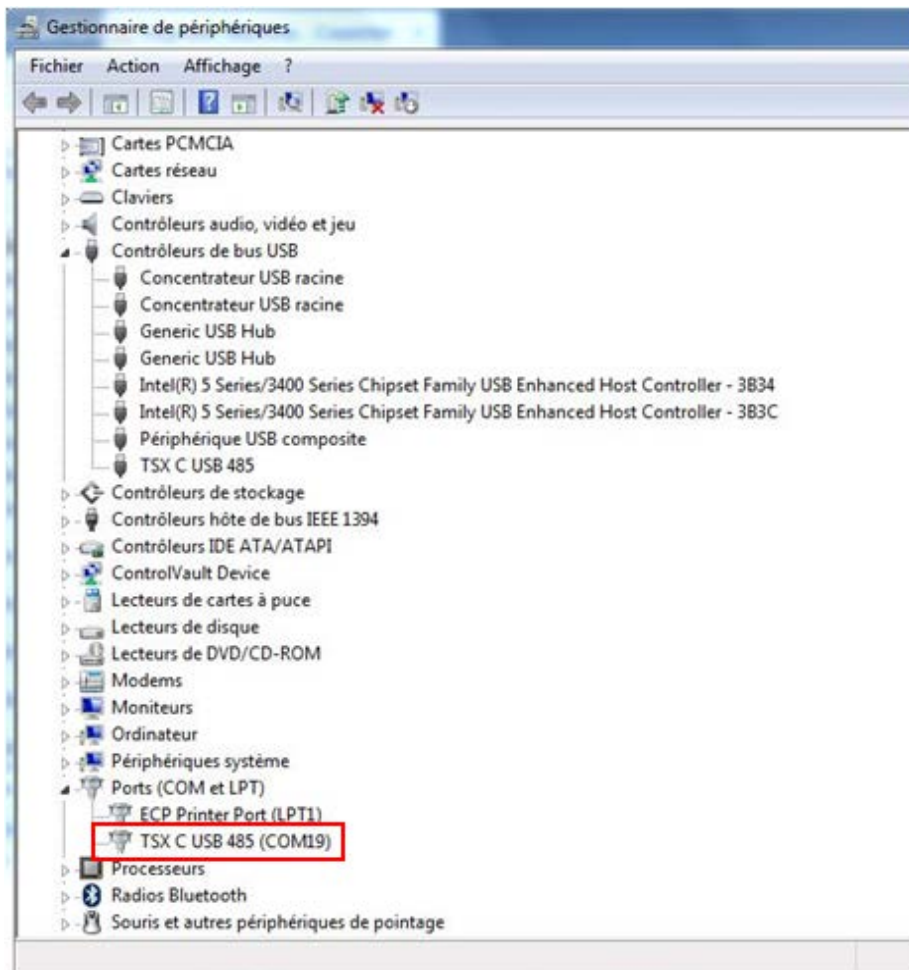 Gestionnaire de périphériques
Fichier Action Affichage ?
Cartes PCMCIA
Cartes réseau
Claviers
Contrôleurs audio, vidéo et jeu
Contrôleurs de bus USB
Concentrateur USB racine
Concentrateur USB racine
Generic USB Hub
Generic USB Hub
Intel(R) 5 Series/3400 Series Chipset Family USB Enhanced Host Controller - 3B34
Intel(R) 5 Series/3400 Series Chipset Family USB Enhanced Host Controller - 3B3C
Périphérique USB composite
TSX C USB 485
Contrôleurs de stockage
Contrôleurs hôte de bus IEEE 1394
Contrôleurs IDE ATA/ATAPI
ControlVault Device
Lecteurs de cartes à puce
Lecteurs de disque
Lecteurs de DVD/CD-ROM
Modems
Moniteurs
Ordinateur
Périphériques système
Ports (COM et LPT)
ECP Printer Port (LPT1)
TSX C USB 485 (COM19)
Processeurs
Radios Bluetooth
Souris et autres périphériques de pointage